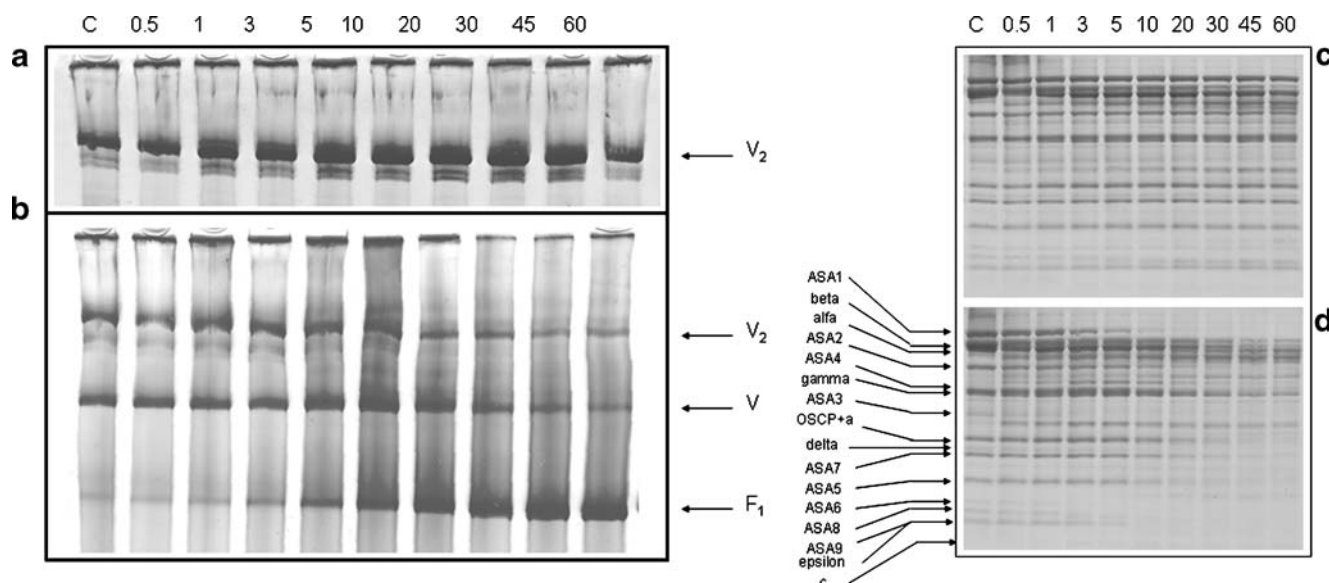 C 0.5 1 3 5 10 20 30 45 60
a
V2
b
V2
V
F1
C 0.5 1 3 5 10 20 30 45 60
c
d
ASA1
beta
alfa
ASA2
ASA4
gamma
ASA3
OSCP+a
delta
ASA7
ASA5
ASA6
ASA8
ASA9
epsilon